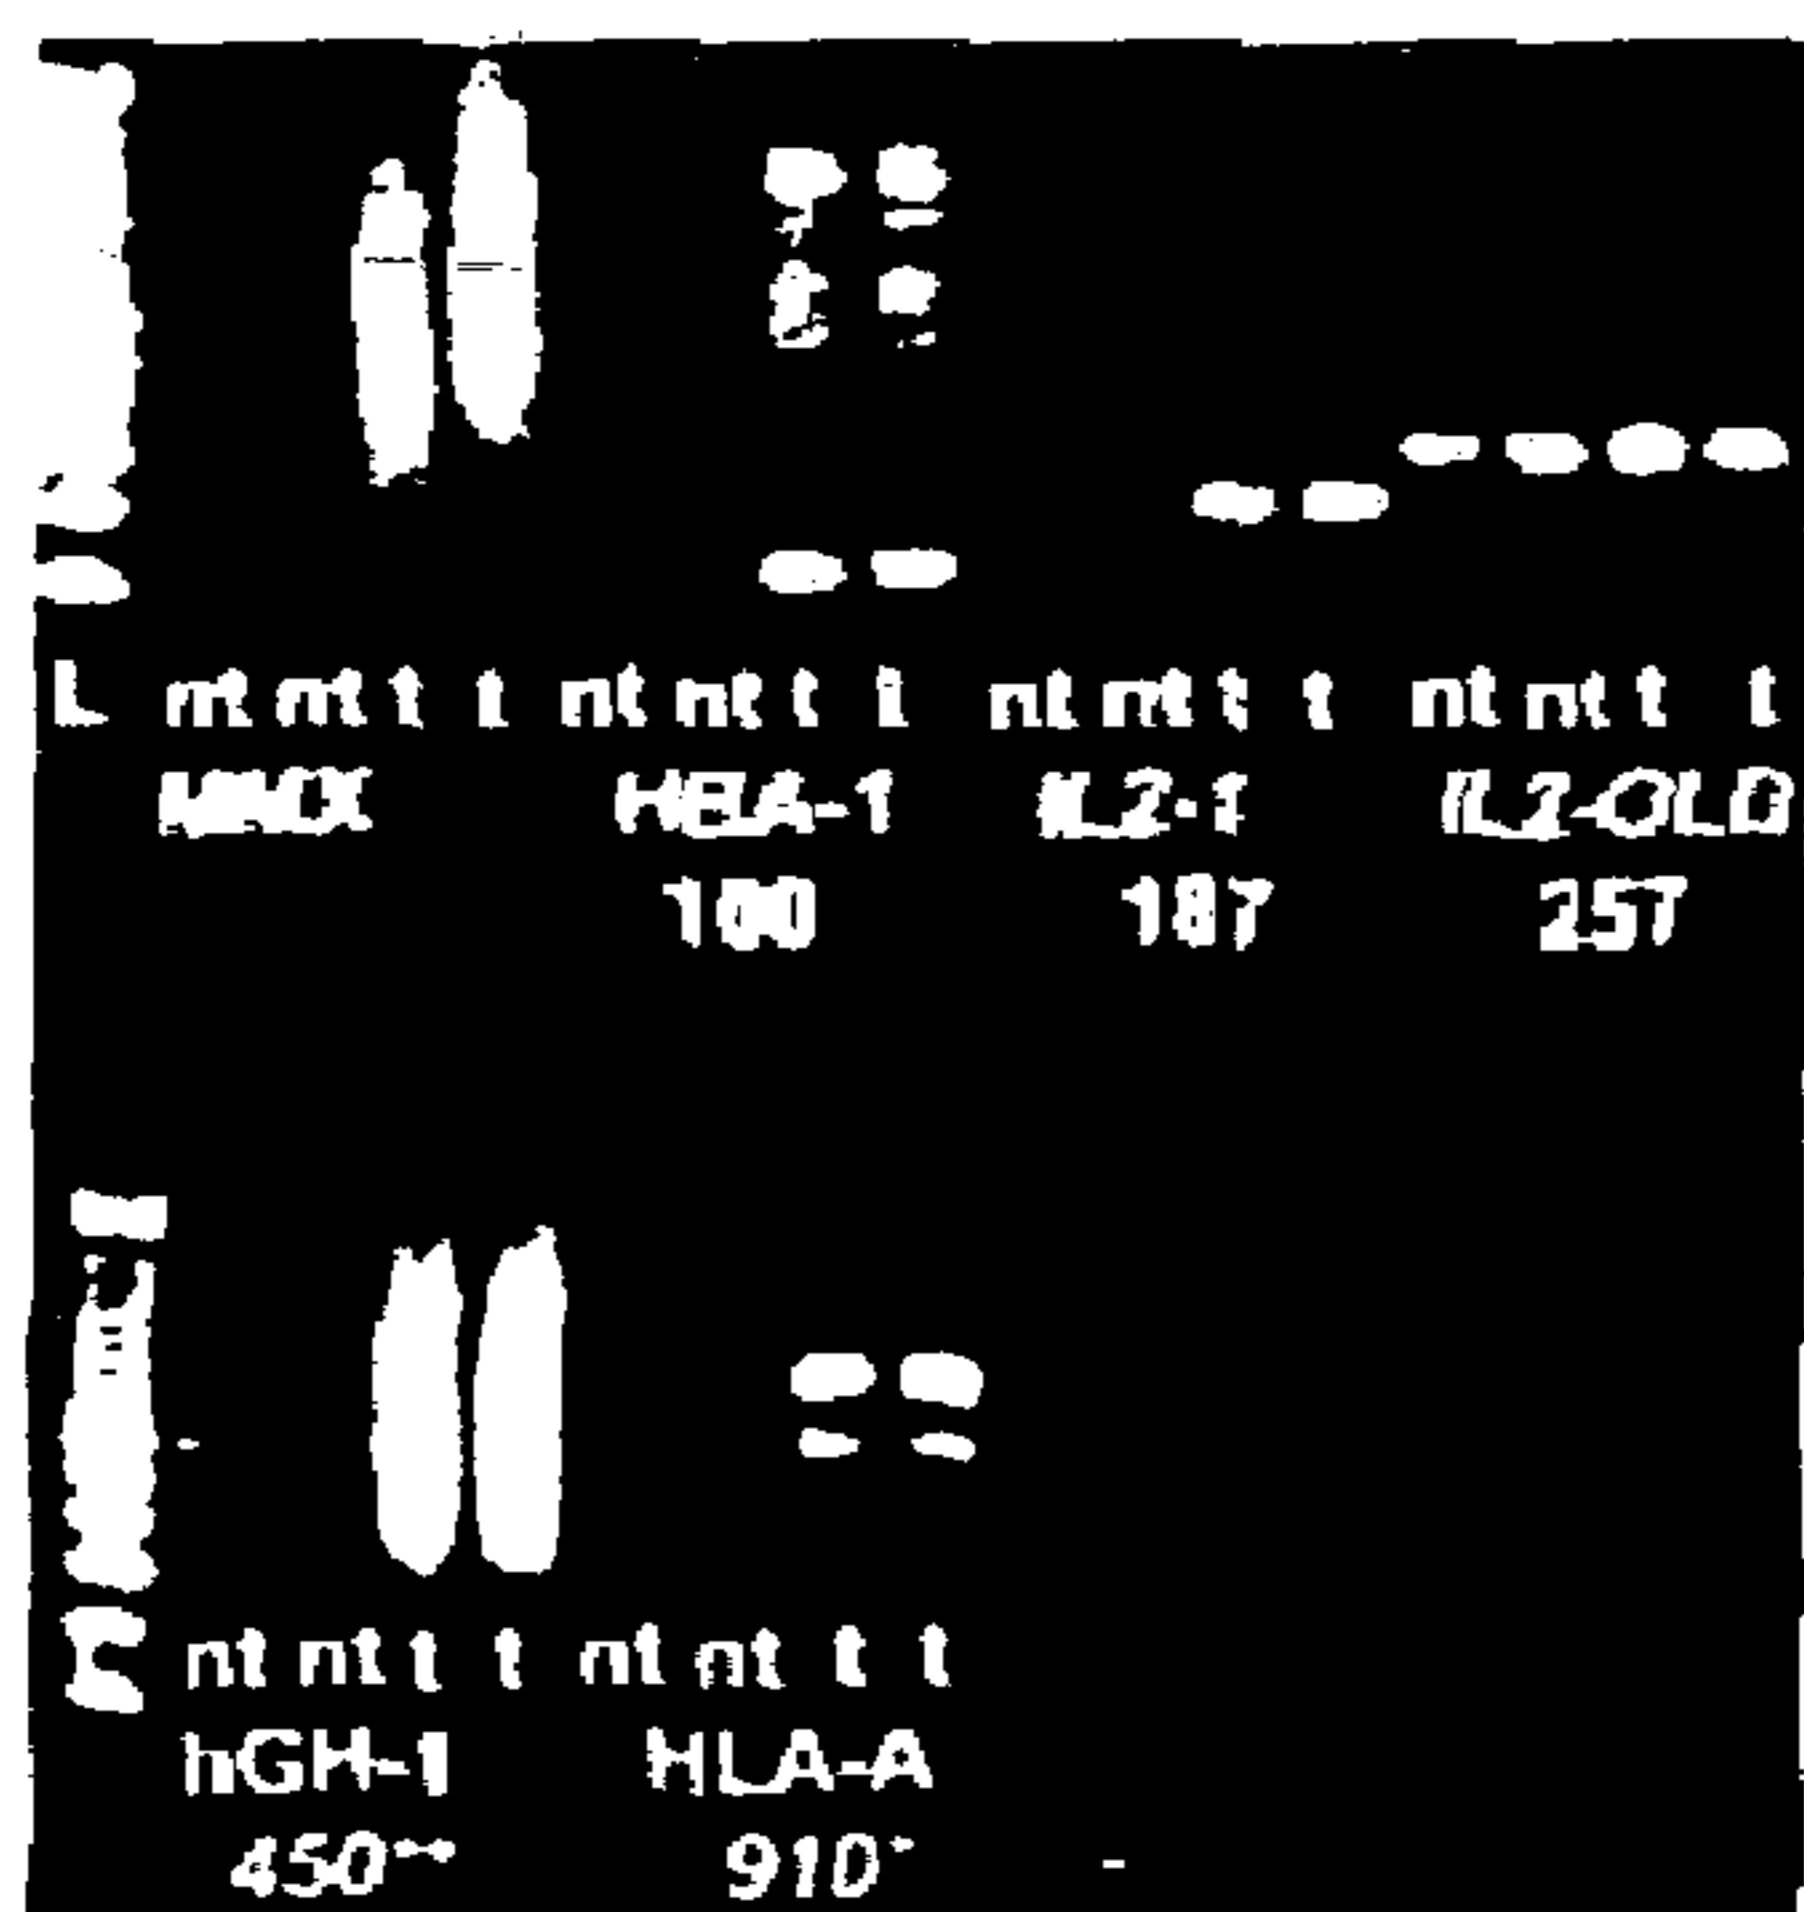 L nt nt t t nt nt t t nt nt t t nt nt t t
HLA-1 IL2-1 IL2-OLD
100 187 257
L nt nt t t nt nt t t
hGH-1 HLA-A
450 910